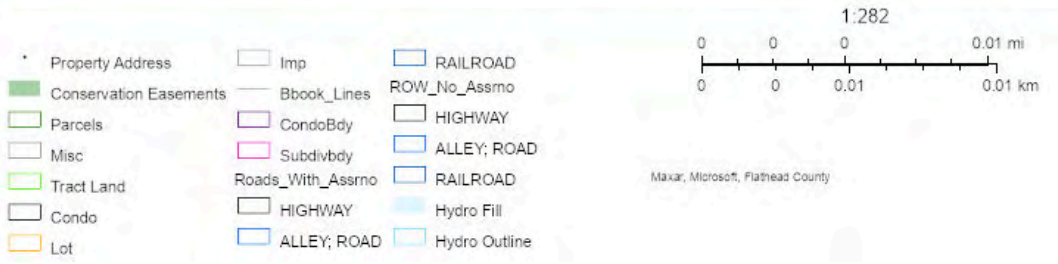 Property Address
Conservation Easements
Parcels
Misc
Tract Land
Condo
Lot
Imp
Bbook_Lines
CondoBdy
Subdivbdy
Roads_With_Assrno
HIGHWAY
ALLEY; ROAD
RAILROAD
ROW_No_Assrno
HIGHWAY
ALLEY; ROAD
RAILROAD
Hydro Fill
Hydro Outline
1:282
0 0 0 0.01 mi
0 0 0.01 0.01 km
Maxar, Microsoft, Flathead County